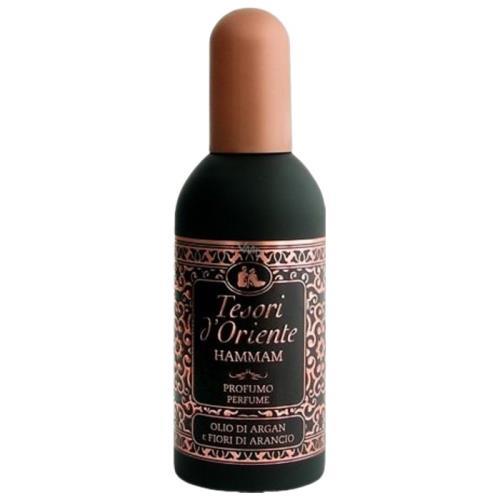 Tesori
d'Oriente
HAMMAM
PROFUMO
PERFUME
OLIO DI ARGAN
e FIORI DI ARANCIO